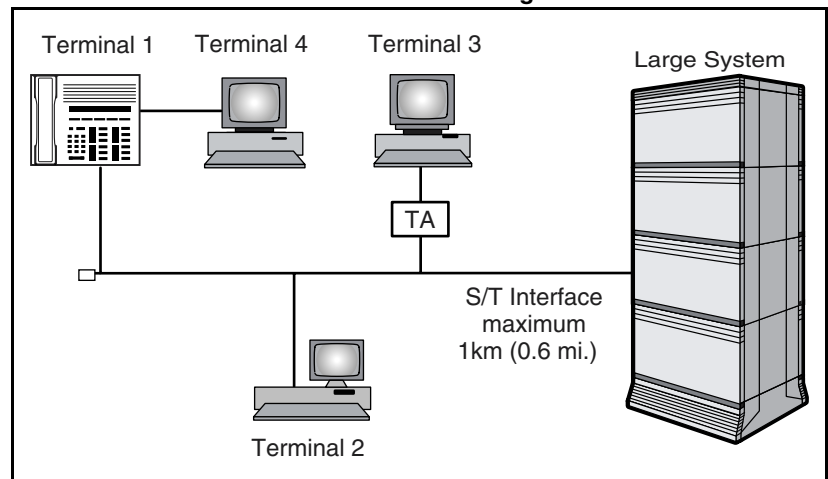 Terminal 1
Terminal 4
Terminal 3
Large System
TA
S/T Interface
maximum
1km (0.6 mi.)
Terminal 2